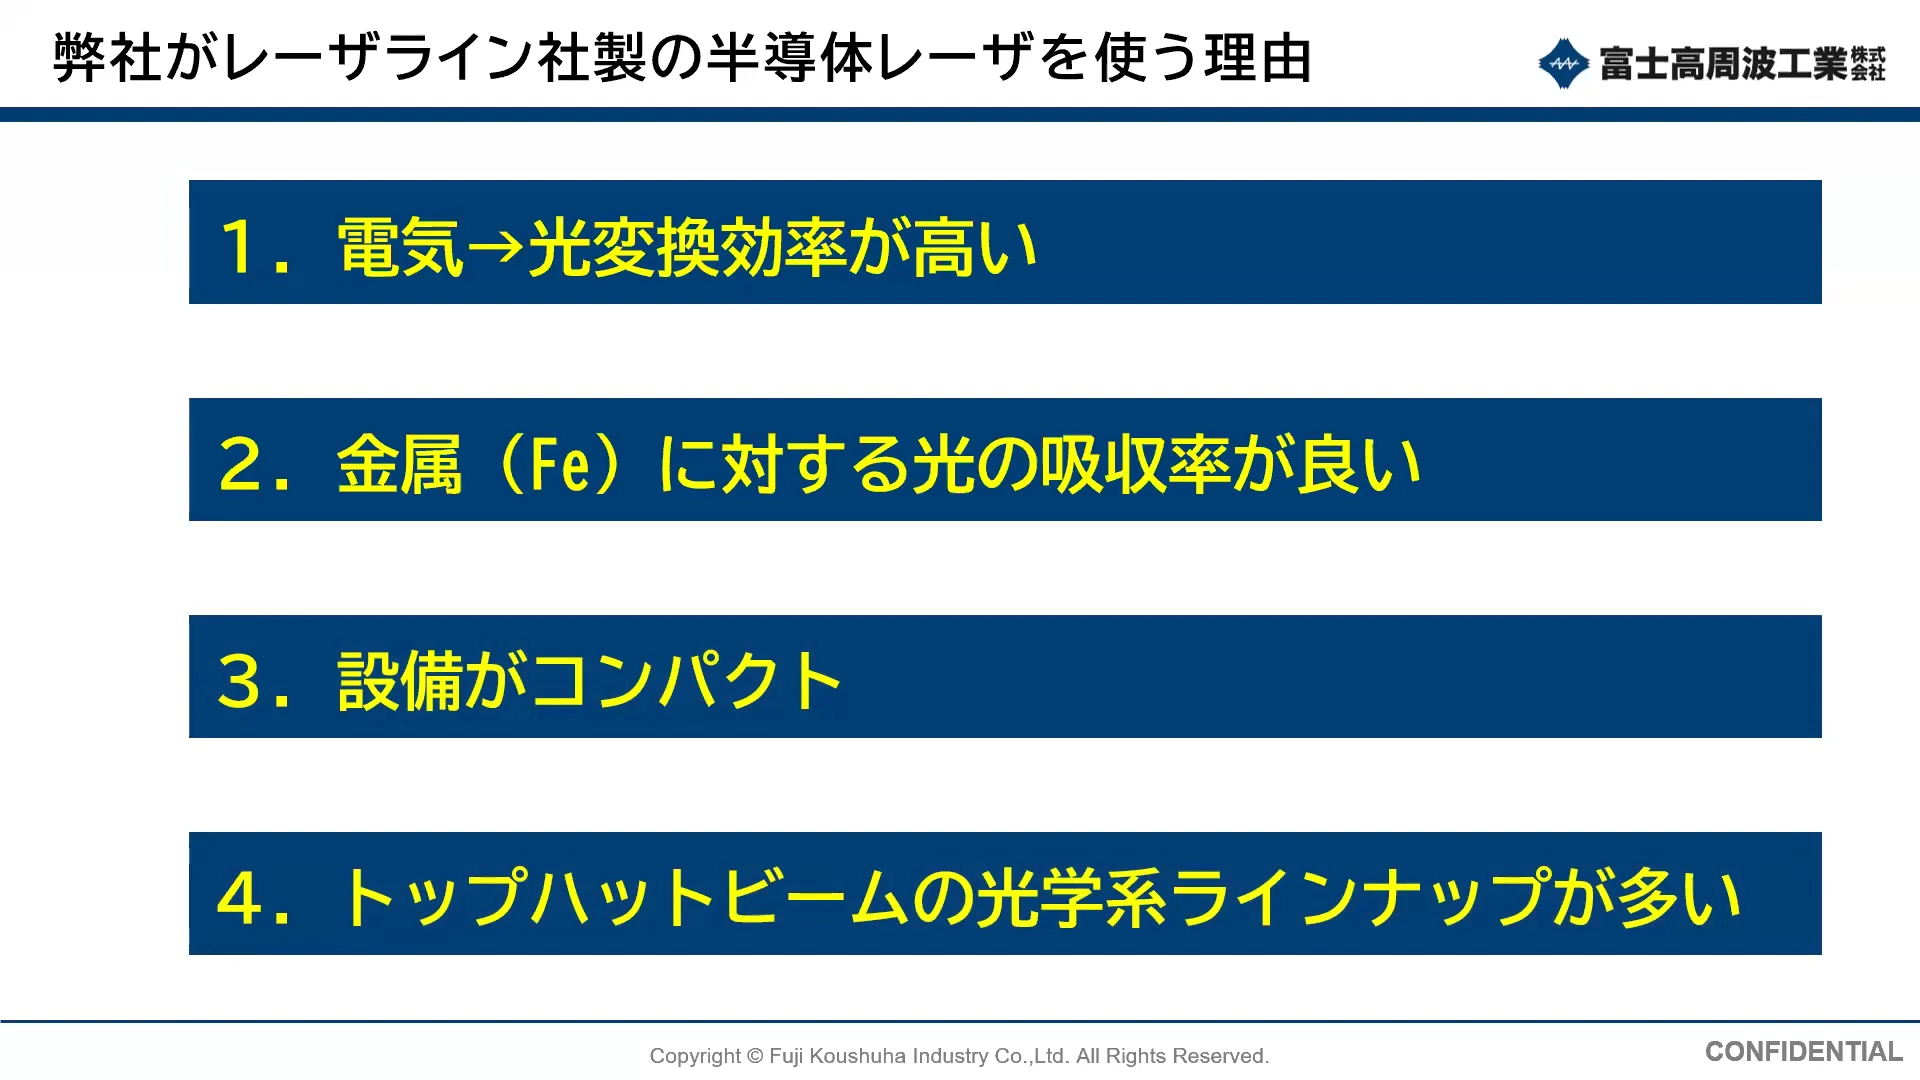 弊社がレーザライン社製の半導体レーザを使う理由
富士高周波工業株式会社
１．電気→光変換効率が高い
２．金属（Fe）に対する光の吸収率が良い
３．設備がコンパクト
４．トップハットビームの光学系ラインナップが多い
Copyright © Fuji Koushuha Industry Co.,Ltd. All Rights Reserved.
CONFIDENTIAL